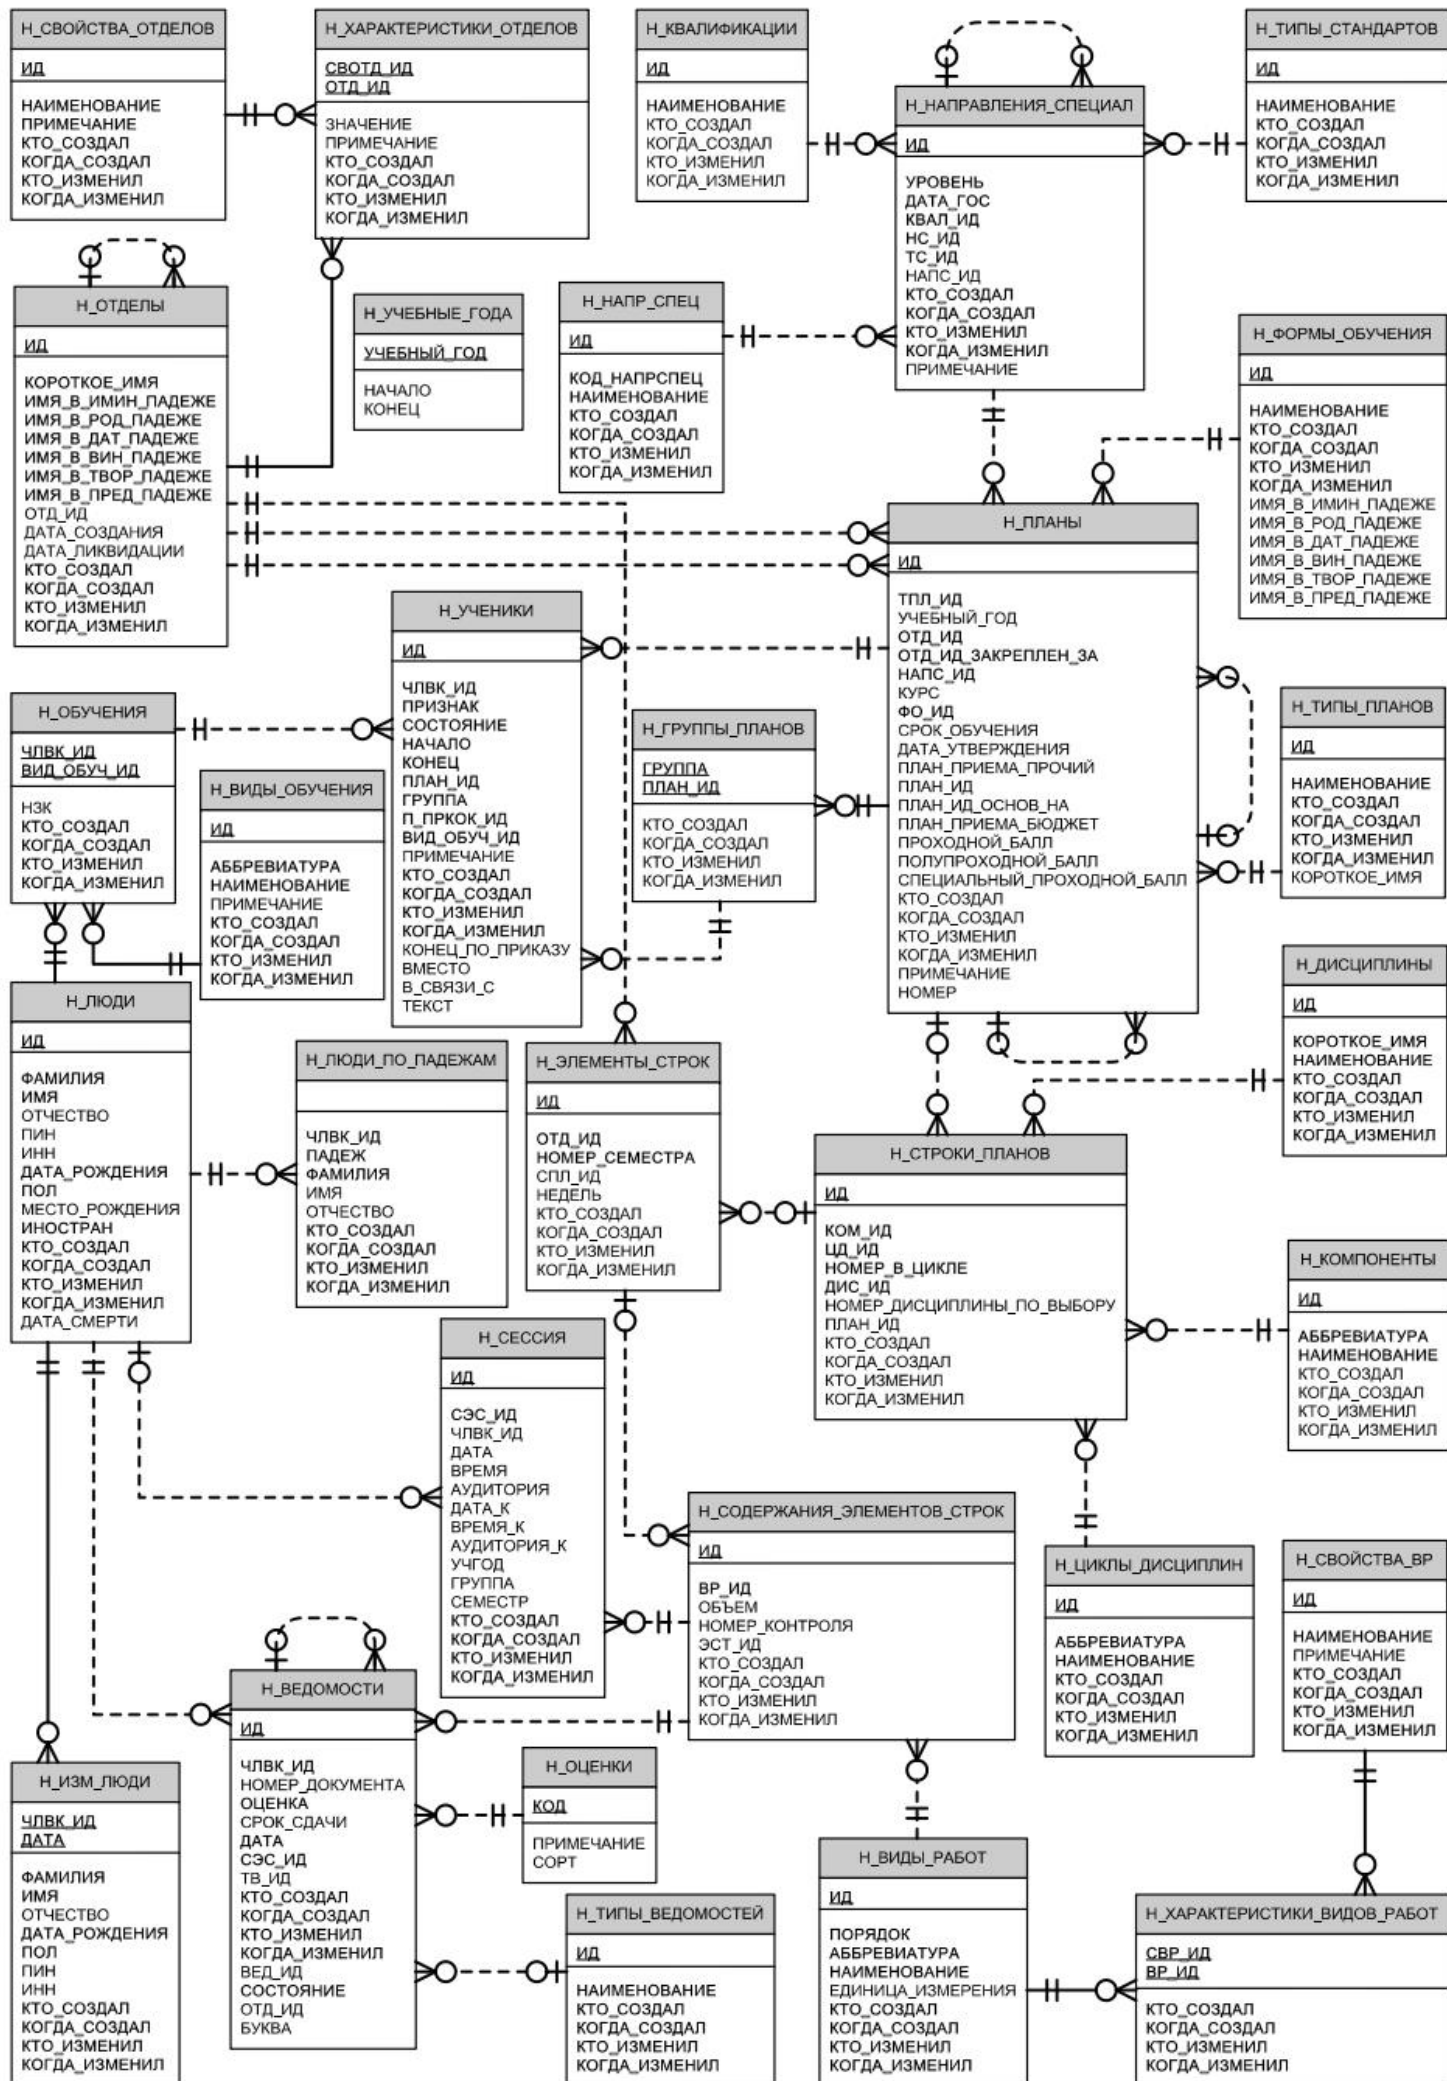 Н_СВОЙСТВА_ОТДЕЛОВ
ИД
НАИМЕНОВАНИЕ
ПРИМЕЧАНИЕ
КТО_СОЗДАЛ
КОГДА_СОЗДАЛ
КТО_ИЗМЕНИЛ
КОГДА_ИЗМЕНИЛ
Н_ХАРАКТЕРИСТИКИ_ОТДЕЛОВ
СВОТД_ИД
ОТД_ИД
ЗНАЧЕНИЕ
ПРИМЕЧАНИЕ
КТО_СОЗДАЛ
КОГДА_СОЗДАЛ
КТО_ИЗМЕНИЛ
КОГДА_ИЗМЕНИЛ
Н_КВАЛИФИКАЦИИ
ИД
НАИМЕНОВАНИЕ
КТО_СОЗДАЛ
КОГДА_СОЗДАЛ
КТО_ИЗМЕНИЛ
КОГДА_ИЗМЕНИЛ
Н_НАПРАВЛЕНИЯ_СПЕЦИАЛ
ИД
УРОВЕНЬ
ДАТА_ГОС
КВАЛ_ИД
НС_ИД
ТС_ИД
НАПС_ИД
КТО_СОЗДАЛ
КОГДА_СОЗДАЛ
КТО_ИЗМЕНИЛ
КОГДА_ИЗМЕНИЛ
ПРИМЕЧАНИЕ
Н_ТИПЫ_СТАНДАРТОВ
ИД
НАИМЕНОВАНИЕ
КТО_СОЗДАЛ
КОГДА_СОЗДАЛ
КТО_ИЗМЕНИЛ
КОГДА_ИЗМЕНИЛ
Н_ОТДЕЛЫ
ИД
КОРОТКОЕ_ИМЯ
ИМЯ_В_ИМИН_ПАДЕЖЕ
ИМЯ_В_РОД_ПАДЕЖЕ
ИМЯ_В_ДАТ_ПАДЕЖЕ
ИМЯ_В_ВИН_ПАДЕЖЕ
ИМЯ_В_ТВОР_ПАДЕЖЕ
ИМЯ_В_ПРЕД_ПАДЕЖЕ
ОТД_ИД
ДАТА_СОЗДАНИЯ
ДАТА_ЛИКВИДАЦИИ
КТО_СОЗДАЛ
КОГДА_СОЗДАЛ
КТО_ИЗМЕНИЛ
КОГДА_ИЗМЕНИЛ
Н_УЧЕБНЫЕ_ГОДА
УЧЕБНЫЙ_ГОД
НАЧАЛО
КОНЕЦ
Н_НАПР_СПЕЦ
ИД
КОД_НАПРСПЕЦ
НАИМЕНОВАНИЕ
КТО_СОЗДАЛ
КОГДА_СОЗДАЛ
КТО_ИЗМЕНИЛ
КОГДА_ИЗМЕНИЛ
Н_ФОРМЫ_ОБУЧЕНИЯ
ИД
НАИМЕНОВАНИЕ
КТО_СОЗДАЛ
КОГДА_СОЗДАЛ
КТО_ИЗМЕНИЛ
КОГДА_ИЗМЕНИЛ
ИМЯ_В_ИМИН_ПАДЕЖЕ
ИМЯ_В_РОД_ПАДЕЖЕ
ИМЯ_В_ДАТ_ПАДЕЖЕ
ИМЯ_В_ВИН_ПАДЕЖЕ
ИМЯ_В_ТВОР_ПАДЕЖЕ
ИМЯ_В_ПРЕД_ПАДЕЖЕ
Н_ПЛАНЫ
ИД
ТПЛ_ИД
УЧЕБНЫЙ_ГОД
ОТД_ИД
ОТД_ИД_ЗАКРЕПЛЕН_ЗА
НАПС_ИД
КУРС
ФО_ИД
СРОК_ОБУЧЕНИЯ
ДАТА_УТВЕРЖДЕНИЯ
ПЛАН_ПРИЕМА_ПРОЧИЙ
ПЛАН_ИД
ПЛАН_ИД_ОСНОВ_НА
ПЛАН_ПРИЕМА_БЮДЖЕТ
ПРОХОДНОЙ_БАЛЛ
ПОЛУПРОХОДНОЙ_БАЛЛ
СПЕЦИАЛЬНЫЙ_ПРОХОДНОЙ_БАЛЛ
КТО_СОЗДАЛ
КОГДА_СОЗДАЛ
КТО_ИЗМЕНИЛ
КОГДА_ИЗМЕНИЛ
ПРИМЕЧАНИЕ
НОМЕР
Н_УЧЕНИКИ
ИД
ЧЛВК_ИД
ПРИЗНАК
СОСТОЯНИЕ
НАЧАЛО
КОНЕЦ
ПЛАН_ИД
ГРУППА
П_ПРКОК_ИД
ВИД_ОБУЧ_ИД
ПРИМЕЧАНИЕ
КТО_СОЗДАЛ
КОГДА_СОЗДАЛ
КТО_ИЗМЕНИЛ
КОГДА_ИЗМЕНИЛ
КОНЕЦ_ПО_ПРИКАЗУ
ВМЕСТО
В_СВЯЗИ_С
ТЕКСТ
Н_ОБУЧЕНИЯ
ЧЛВК_ИД
ВИД_ОБУЧ_ИД
НЗК
КТО_СОЗДАЛ
КОГДА_СОЗДАЛ
КТО_ИЗМЕНИЛ
КОГДА_ИЗМЕНИЛ
Н_ВИДЫ_ОБУЧЕНИЯ
ИД
АББРЕВИАТУРА
НАИМЕНОВАНИЕ
ПРИМЕЧАНИЕ
КТО_СОЗДАЛ
КОГДА_СОЗДАЛ
КТО_ИЗМЕНИЛ
КОГДА_ИЗМЕНИЛ
Н_ГРУППЫ_ПЛАНОВ
ГРУППА
ПЛАН_ИД
КТО_СОЗДАЛ
КОГДА_СОЗДАЛ
КТО_ИЗМЕНИЛ
КОГДА_ИЗМЕНИЛ
Н_ТИПЫ_ПЛАНОВ
ИД
НАИМЕНОВАНИЕ
КТО_СОЗДАЛ
КОГДА_СОЗДАЛ
КТО_ИЗМЕНИЛ
КОГДА_ИЗМЕНИЛ
КОРОТКОЕ_ИМЯ
Н_ДИСЦИПЛИНЫ
ИД
КОРОТКОЕ_ИМЯ
НАИМЕНОВАНИЕ
КТО_СОЗДАЛ
КОГДА_СОЗДАЛ
КТО_ИЗМЕНИЛ
КОГДА_ИЗМЕНИЛ
Н_ЛЮДИ
ИД
ФАМИЛИЯ
ИМЯ
ОТЧЕСТВО
ПИН
ИНН
ДАТА_РОЖДЕНИЯ
ПОЛ
МЕСТО_РОЖДЕНИЯ
ИНОСТРАН
КТО_СОЗДАЛ
КОГДА_СОЗДАЛ
КТО_ИЗМЕНИЛ
КОГДА_ИЗМЕНИЛ
ДАТА_СМЕРТИ
Н_ЛЮДИ_ПО_ПАДЕЖАМ
ЧЛВК_ИД
ПАДЕЖ
ФАМИЛИЯ
ИМЯ
ОТЧЕСТВО
КТО_СОЗДАЛ
КОГДА_СОЗДАЛ
КТО_ИЗМЕНИЛ
КОГДА_ИЗМЕНИЛ
Н_ЭЛЕМЕНТЫ_СТРОК
ИД
ОТД_ИД
НОМЕР_СЕМЕСТРА
СПЛ_ИД
НЕДЕЛЬ
КТО_СОЗДАЛ
КОГДА_СОЗДАЛ
КТО_ИЗМЕНИЛ
КОГДА_ИЗМЕНИЛ
Н_СТРОКИ_ПЛАНОВ
ИД
КОМ_ИД
ЦД_ИД
НОМЕР_В_ЦИКЛЕ
ДИС_ИД
НОМЕР_ДИСЦИПЛИНЫ_ПО_ВЫБОРУ
ПЛАН_ИД
КТО_СОЗДАЛ
КОГДА_СОЗДАЛ
КТО_ИЗМЕНИЛ
КОГДА_ИЗМЕНИЛ
Н_КОМПОНЕНТЫ
ИД
АББРЕВИАТУРА
НАИМЕНОВАНИЕ
КТО_СОЗДАЛ
КОГДА_СОЗДАЛ
КТО_ИЗМЕНИЛ
КОГДА_ИЗМЕНИЛ
Н_СЕССИЯ
ИД
СЭС_ИД
ЧЛВК_ИД
ДАТА
ВРЕМЯ
АУДИТОРИЯ
ДАТА_К
ВРЕМЯ_К
АУДИТОРИЯ_К
УЧГОД
ГРУППА
СЕМЕСТР
КТО_СОЗДАЛ
КОГДА_СОЗДАЛ
КТО_ИЗМЕНИЛ
КОГДА_ИЗМЕНИЛ
Н_СОДЕРЖАНИЯ_ЭЛЕМЕНТОВ_СТРОК
ИД
ВР_ИД
ОБЪЕМ
НОМЕР_КОНТРОЛЯ
ЭСТ_ИД
КТО_СОЗДАЛ
КОГДА_СОЗДАЛ
КТО_ИЗМЕНИЛ
КОГДА_ИЗМЕНИЛ
Н_ЦИКЛЫ_ДИСЦИПЛИН
ИД
АББРЕВИАТУРА
НАИМЕНОВАНИЕ
КТО_СОЗДАЛ
КОГДА_СОЗДАЛ
КТО_ИЗМЕНИЛ
КОГДА_ИЗМЕНИЛ
Н_СВОЙСТВА_ВР
ИД
НАИМЕНОВАНИЕ
ПРИМЕЧАНИЕ
КТО_СОЗДАЛ
КОГДА_СОЗДАЛ
КТО_ИЗМЕНИЛ
КОГДА_ИЗМЕНИЛ
Н_ВЕДОМОСТИ
ИД
ЧЛВК_ИД
НОМЕР_ДОКУМЕНТА
ОЦЕНКА
СРОК_СДАЧИ
ДАТА
СЭС_ИД
ТВ_ИД
КТО_СОЗДАЛ
КОГДА_СОЗДАЛ
КТО_ИЗМЕНИЛ
КОГДА_ИЗМЕНИЛ
ВЕД_ИД
СОСТОЯНИЕ
ОТД_ИД
БУКВА
Н_ИЗМ_ЛЮДИ
ЧЛВК_ИД
ДАТА
ФАМИЛИЯ
ИМЯ
ОТЧЕСТВО
ДАТА_РОЖДЕНИЯ
ПОЛ
ПИН
ИНН
КТО_СОЗДАЛ
КОГДА_СОЗДАЛ
КТО_ИЗМЕНИЛ
КОГДА_ИЗМЕНИЛ
Н_ОЦЕНКИ
КОД
ПРИМЕЧАНИЕ
СОРТ
Н_ТИПЫ_ВЕДОМОСТЕЙ
ИД
НАИМЕНОВАНИЕ
КТО_СОЗДАЛ
КОГДА_СОЗДАЛ
КТО_ИЗМЕНИЛ
КОГДА_ИЗМЕНИЛ
Н_ВИДЫ_РАБОТ
ИД
ПОРЯДОК
АББРЕВИАТУРА
НАИМЕНОВАНИЕ
ЕДИНИЦА_ИЗМЕРЕНИЯ
КТО_СОЗДАЛ
КОГДА_СОЗДАЛ
КТО_ИЗМЕНИЛ
КОГДА_ИЗМЕНИЛ
Н_ХАРАКТЕРИСТИКИ_ВИДОВ_РАБОТ
СВР_ИД
ВР_ИД
КТО_СОЗДАЛ
КОГДА_СОЗДАЛ
КТО_ИЗМЕНИЛ
КОГДА_ИЗМЕНИЛ